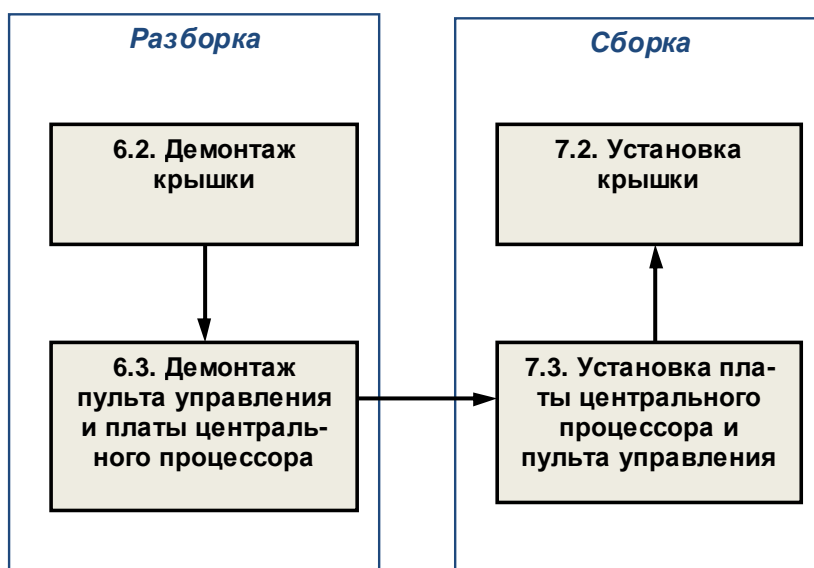 Разборка
6.2. Демонтаж
крышки
6.3. Демонтаж
пульта управления
и платы централь-
ного процессора
Сборка
7.2. Установка
крышки
7.3. Установка пла-
ты центрального
процессора и
пульта управления